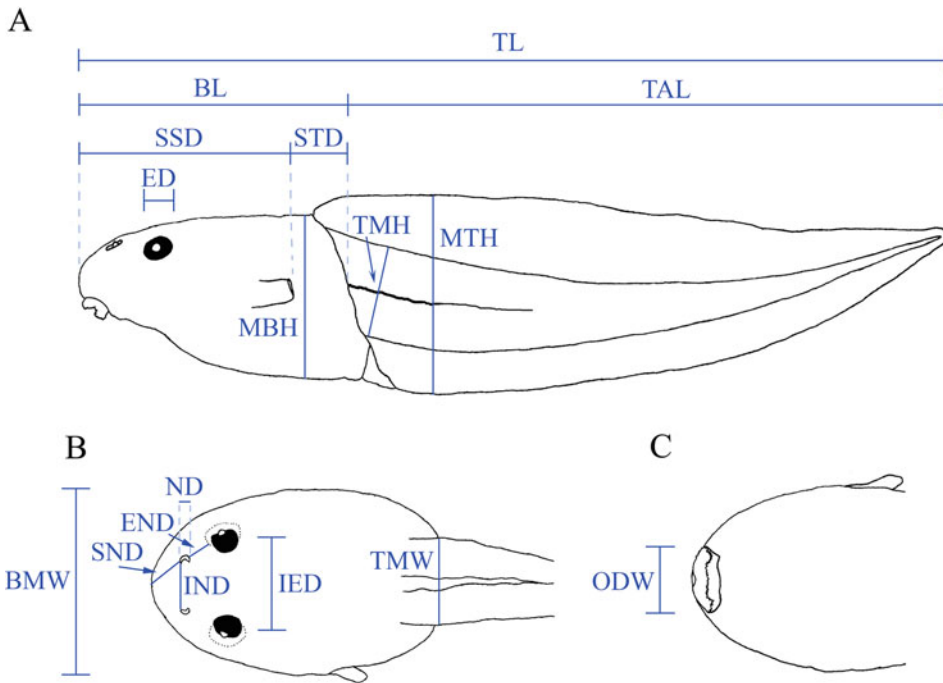 A
TL
BL TAL
SSD STD
ED
TMH MTH
MBH
B C
ND
END
SND
BMW IND IED TMW ODW